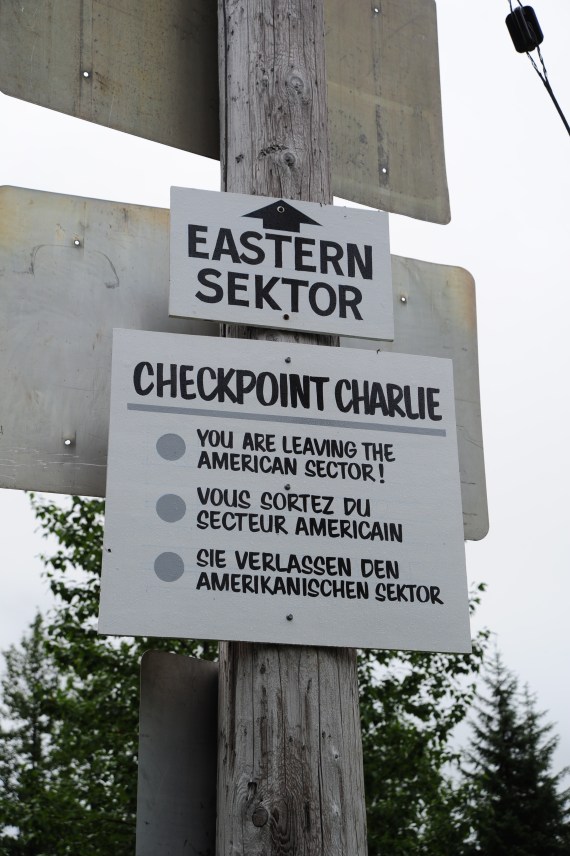 EASTERN
SEKTOR
CHECKPOINT CHARLIE
YOU ARE LEAVING THE
AMERICAN SECTOR!
VOUS SORTEZ DU
SECTEUR AMERICAIN
SIE VERLASSEN DEN
AMERIKANISCHEN SEKTOR